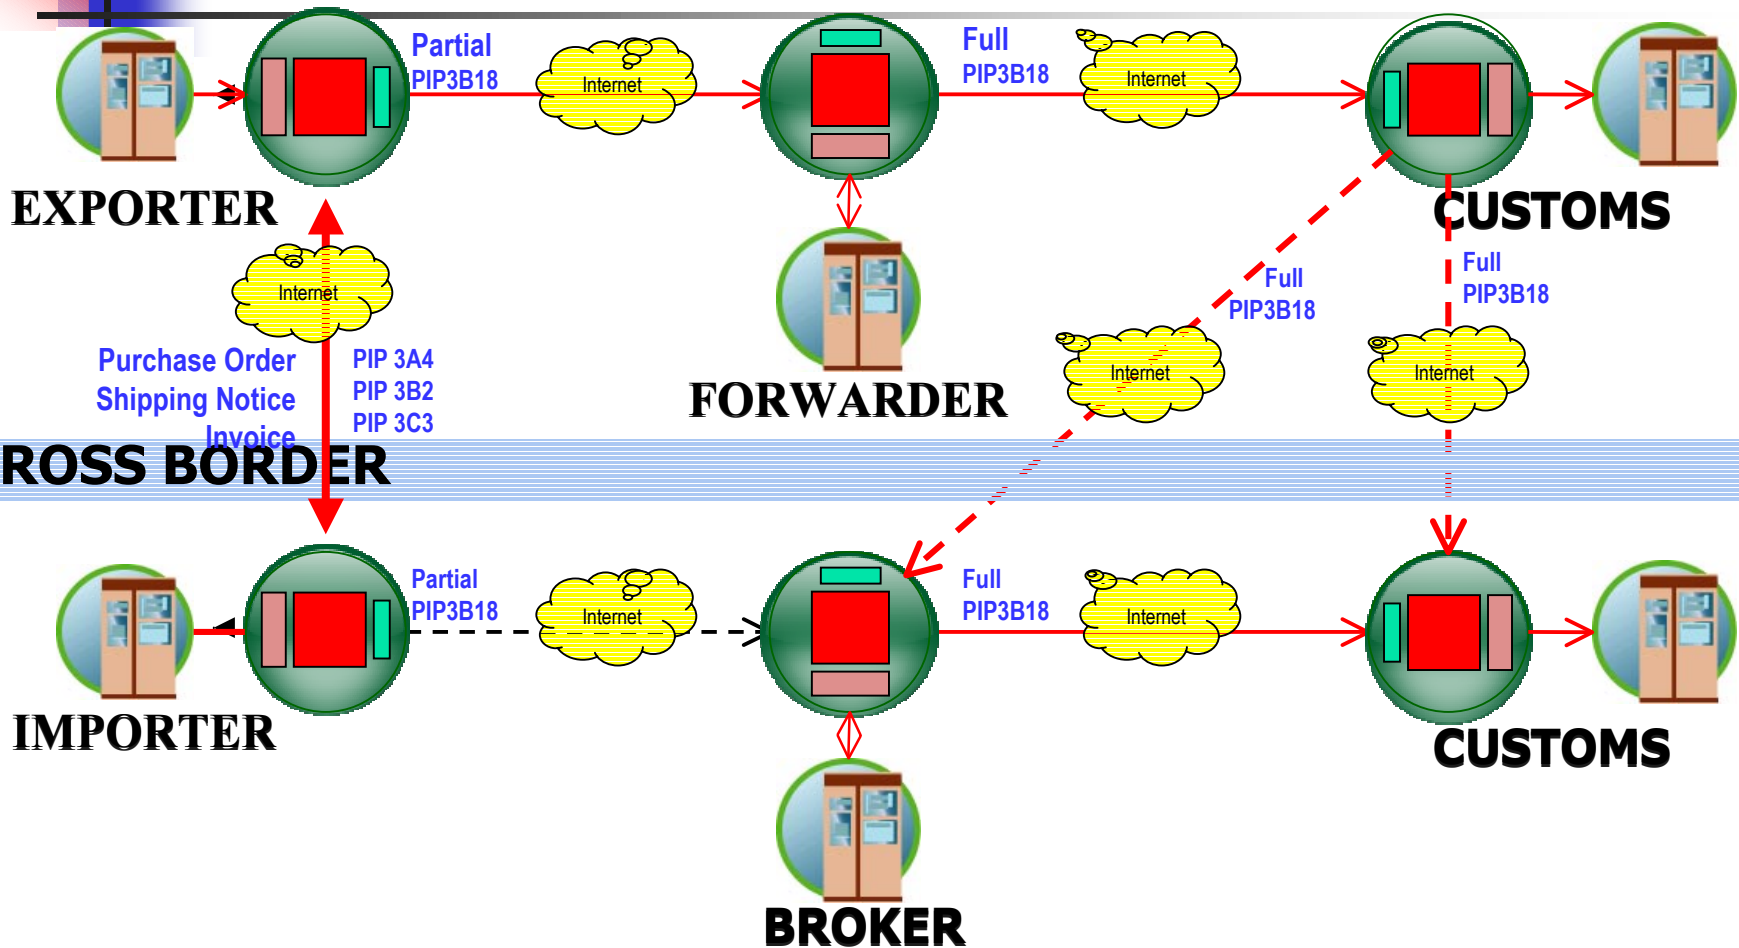 Partial
PIP3B18
Internet
Full
PIP3B18
Internet
EXPORTER
CUSTOMS
Internet
Full
PIP3B18
Full
PIP3B18
Purchase Order
Shipping Notice
Invoice
PIP 3A4
PIP 3B2
PIP 3C3
FORWARDER
Internet
Internet
ROSS BORDER
Partial
PIP3B18
Internet
Full
PIP3B18
Internet
IMPORTER
CUSTOMS
BROKER